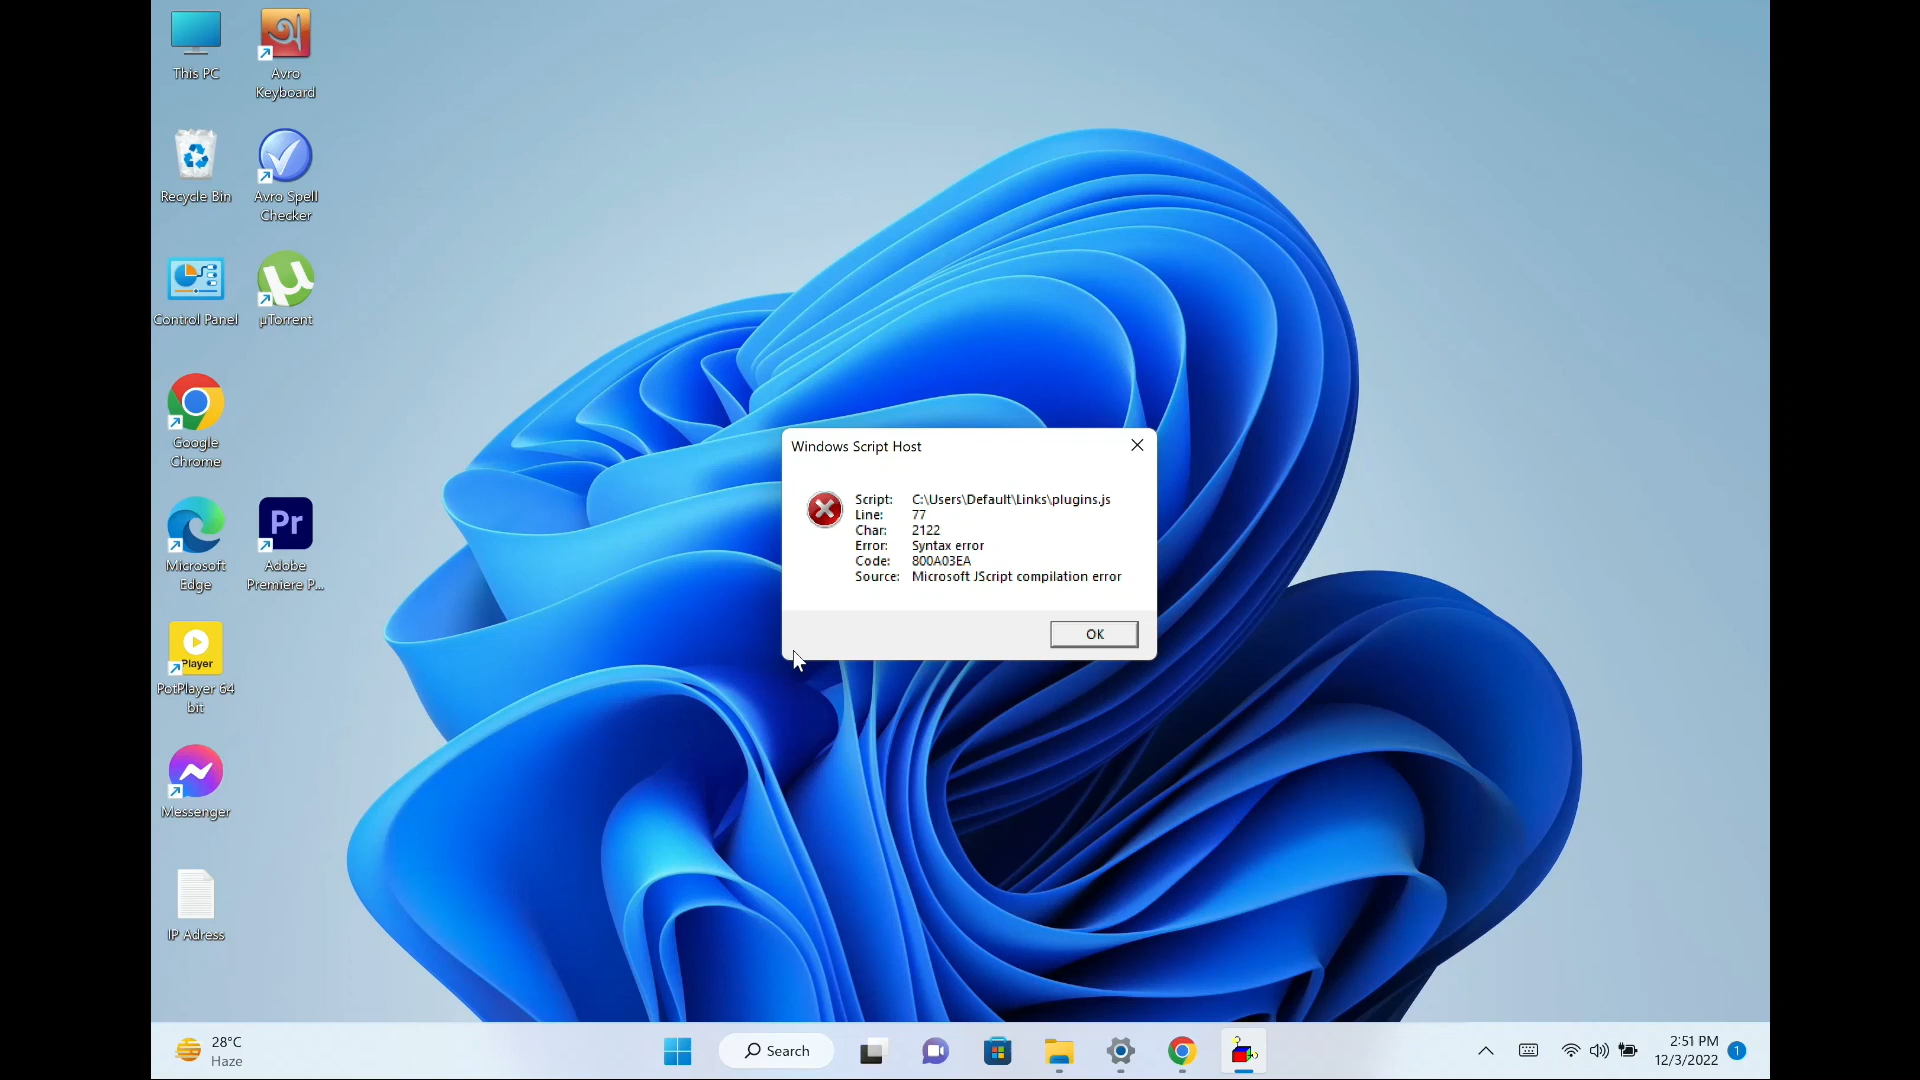 This PC
Avro
Keyboard
Recycle Bin
Avro Spell
Checker
Control Panel
µTorrent
Google
Chrome
Microsoft
Edge
Pr
Adobe
Premiere P...
Player
PotPlayer 64
bit
Messenger
IP Adress
Windows Script Host
Script: C:\Users\Default\Links\plugins.js
Line: 77
Char: 2122
Error: Syntax error
Code: 800A03EA
Source: Microsoft JScript compilation error
OK
28°C
Haze
Search
2:51 PM
12/3/2022
1